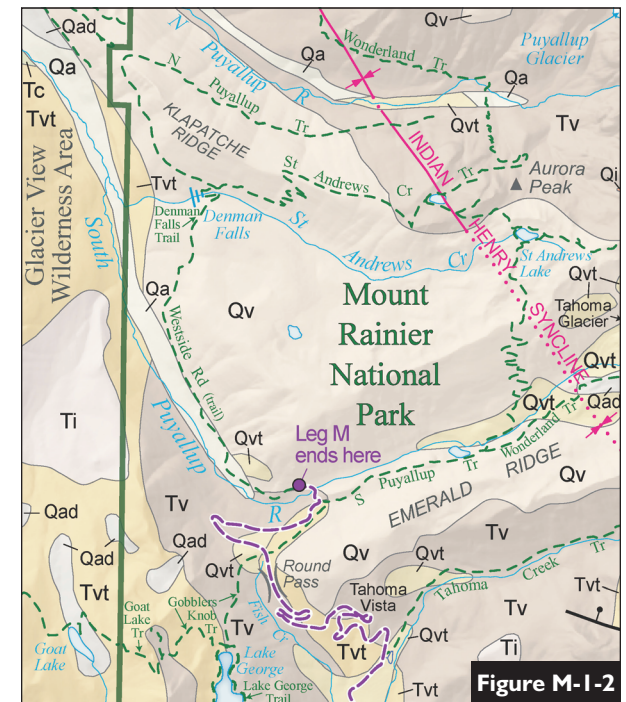 Qad
N
Puyallup
R
Qa
Wonderland
Tr
Qv
Puyallup
Glacier
Qa
Tc
Tvt
N
Puyallup
Tr
Qa
Qvt
Tv
KLAPATCHE
RIDGE
INDIAN
HENRY
SYNCLINE
St
Andrews
Cr
Tr
Aurora
Peak
Qi
Glacier View
Wilderness Area
Tvt
Denman
Falls
Trail
Denman
Falls
South
Puyallup
R
St
Andrews
Cr
St Andrews
Lake
Qvt
Tahoma
Glacier
Qa
Qv
Westside
Rd (trail)
Mount
Rainier
National
Park
Qvt
Qvt
Qad
Ti
Qvt
Leg M
ends here
S
Puyallup
Tr
Wonderland
Tr
EMERALD
RIDGE
Qv
Qad
Tv
Qad
Qad
Tvt
Qvt
Round
Pass
Qv
Tv
Qvt
Tahoma
Creek
Tr
Tahoma
Vista
Tvt
Tv
Goat
Lake
Tr
Gobblers
Knob
Tr
Tv
Fish
Cr
Goat
Lake
Lake
George
Tvt
Qvt
Ti
Lake George
Trail
Tvt
Figure M-1-2